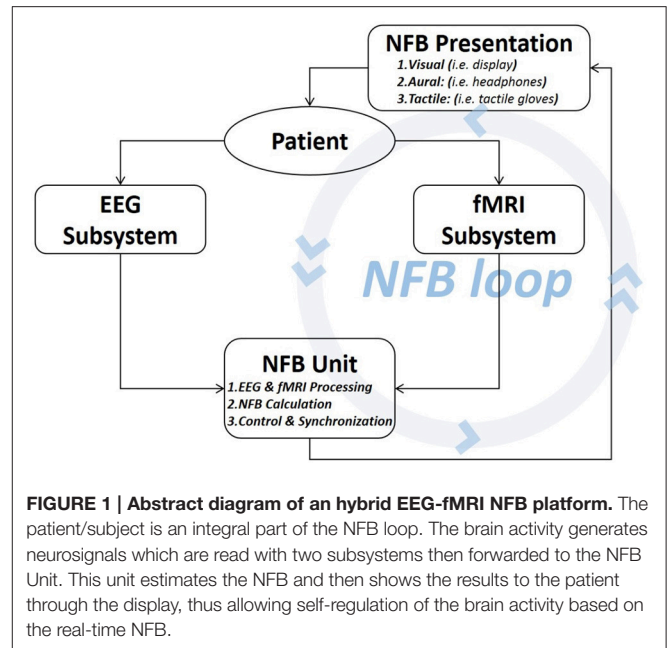 NFB Presentation
1.Visual (i.e. display)
2.Aural: (i.e. headphones)
3.Tactile: (i.e. tactile gloves)
Patient
EEG
Subsystem
fMRI
Subsystem
NFB loop
NFB Unit
1.EEG & fMRI Processing
2.NFB Calculation
3.Control & Synchronization
FIGURE 1 | Abstract diagram of an hybrid EEG-fMRI NFB platform. The
patient/subject is an integral part of the NFB loop. The brain activity generates
neurosignals which are read with two subsystems then forwarded to the NFB
Unit. This unit estimates the NFB and then shows the results to the patient
through the display, thus allowing self-regulation of the brain activity based on
the real-time NFB.